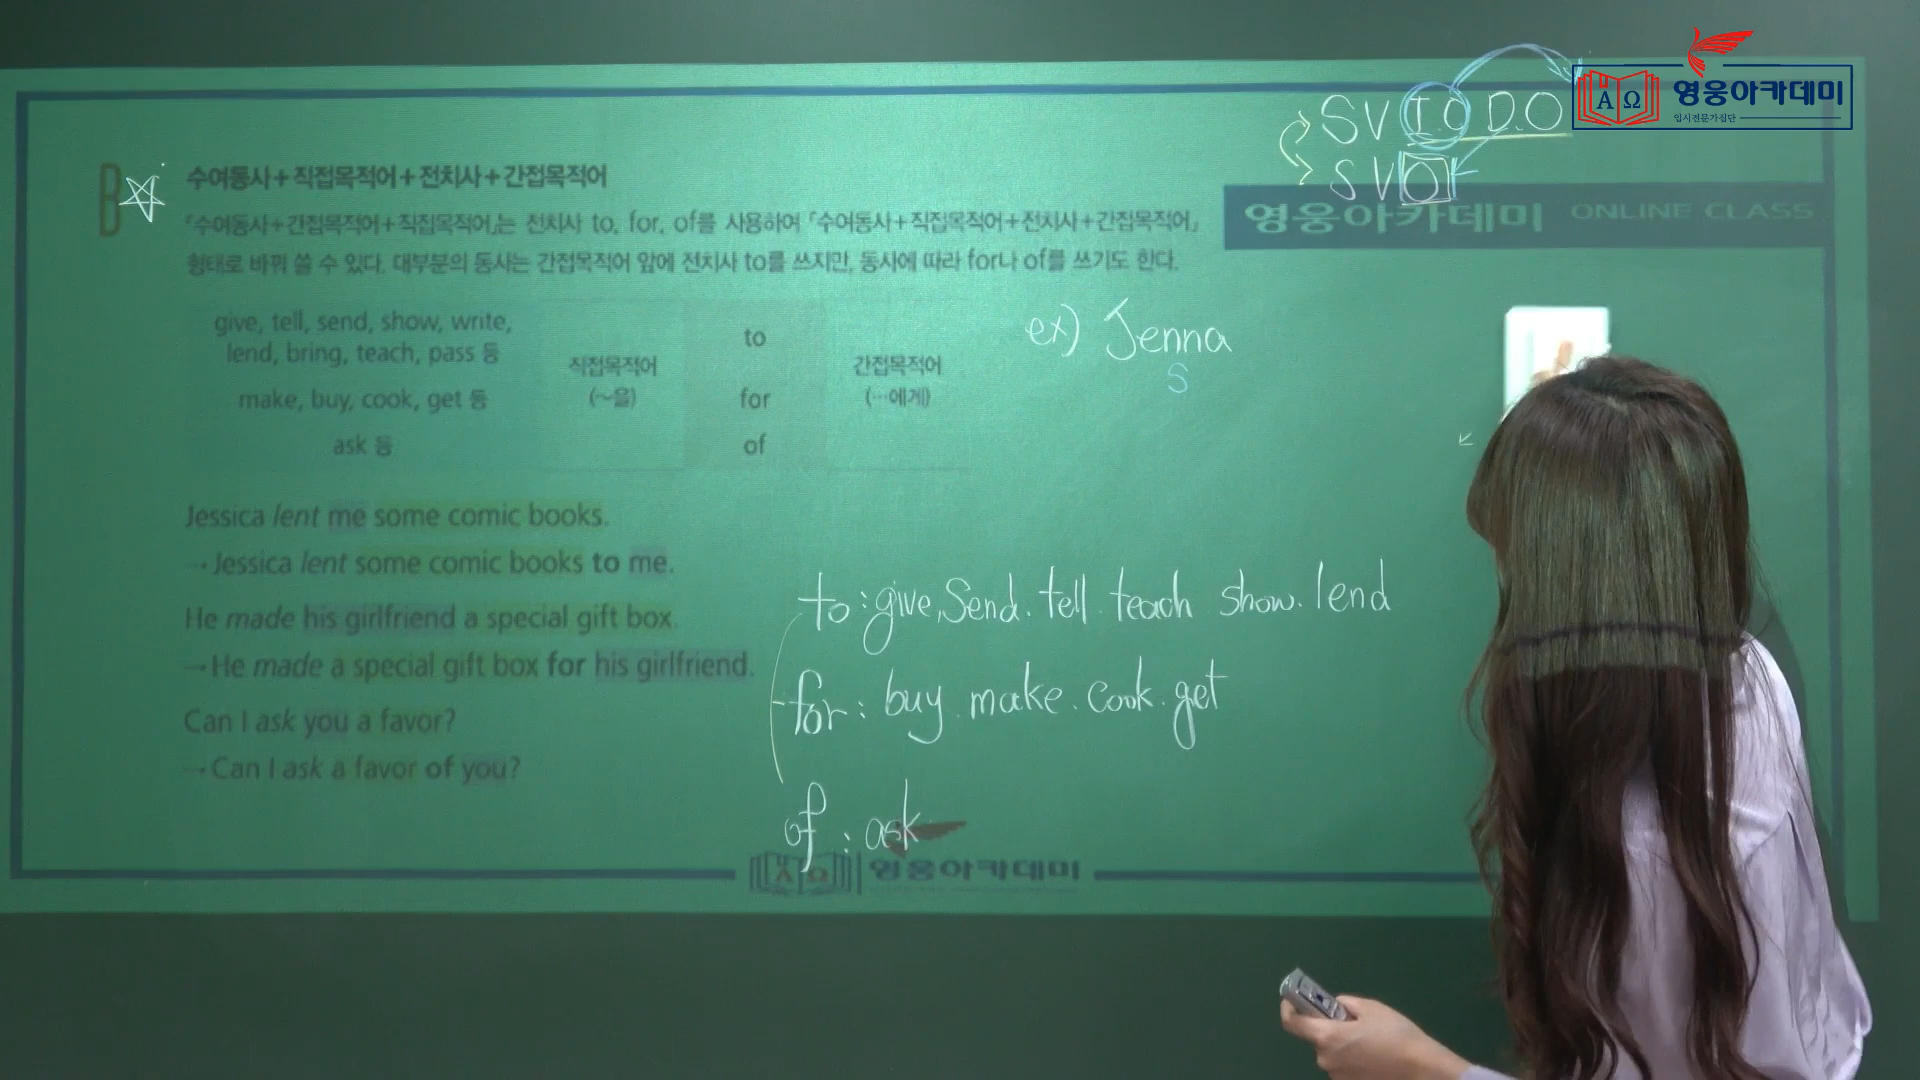 S V I.O D.O
S V O
영웅아카데미
입시전문가집단
영웅아카데미 ONLINE CLASS
B
수여동사+직접목적어+전치사+간접목적어
『수여동사+간접목적어+직접목적어』는 전치사 to, for, of를 사용하여 『수여동사+직접목적어+전치사+간접목적어』
형태로 바꿔 쓸 수 있다. 대부분의 동사는 간접목적어 앞에 전치사 to를 쓰지만, 동사에 따라 for나 of를 쓰기도 한다.
give, tell, send, show, write,
lend, bring, teach, pass 등
make, buy, cook, get 등
ask 등
직접목적어
(~을)
to
for
of
간접목적어
(…에게)
ex) Jenna
S
Jessica lent me some comic books.
→ Jessica lent some comic books to me.
He made his girlfriend a special gift box.
→ He made a special gift box for his girlfriend.
Can I ask you a favor?
→ Can I ask a favor of you?
to : give, send. tell. teach show. lend
for : buy. make. cook. get
of : ask
영웅아카데미